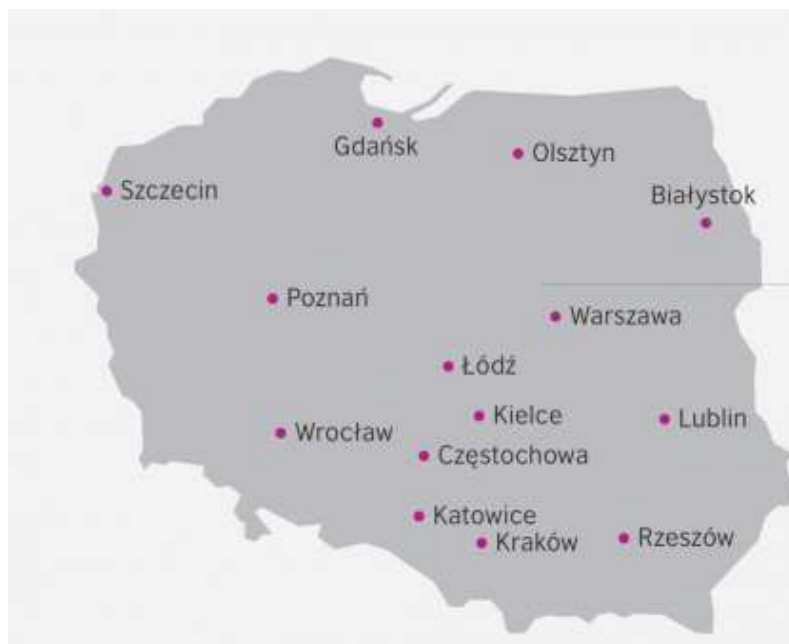 Gdańsk
Olsztyn
Szczecin
Białystok
Poznań
Warszawa
Łódź
Kielce
Lublin
Wrocław
Częstochowa
Katowice
Kraków
Rzeszów